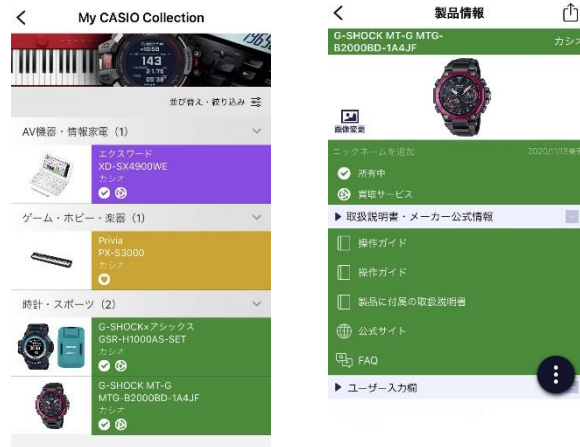 My CASIO Collection
143
並び替え・絞り込み
AV機器・情報家電 (1)
エクスワード
XD-SX4900WE
カシオ
ゲーム・ホビー・楽器 (1)
Privia
PX-S3000
カシオ
時計・スポーツ (2)
G-SHOCK×アシックス
GSR-H1000AS-SET
カシオ
G-SHOCK MT-G
MTG-B2000BD-1A4JF
カシオ
製品情報
G-SHOCK MT-G MTG-
B2000BD-1A4JF
カシオ
画像変更
ニックネームを追加
2020/11/13発売
所有中
買取サービス
取扱説明書・メーカー公式情報
操作ガイド
操作ガイド
製品に付属の取扱説明書
公式サイト
FAQ
ユーザー入力欄